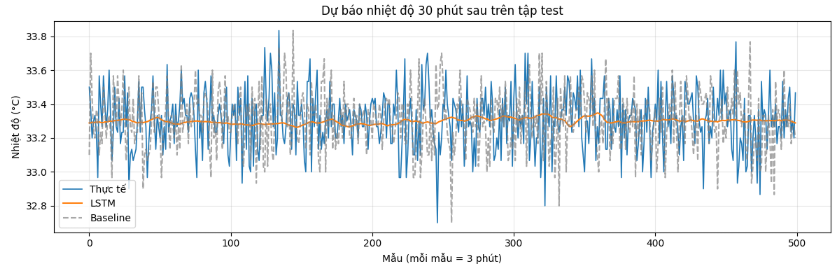 Dự báo nhiệt độ 30 phút sau trên tập test
Nhiệt độ (°C)
33.8
33.6
33.4
33.2
33.0
32.8
Thực tế
LSTM
Baseline
0
100
200
300
400
500
Mẫu (mỗi mẫu = 3 phút)